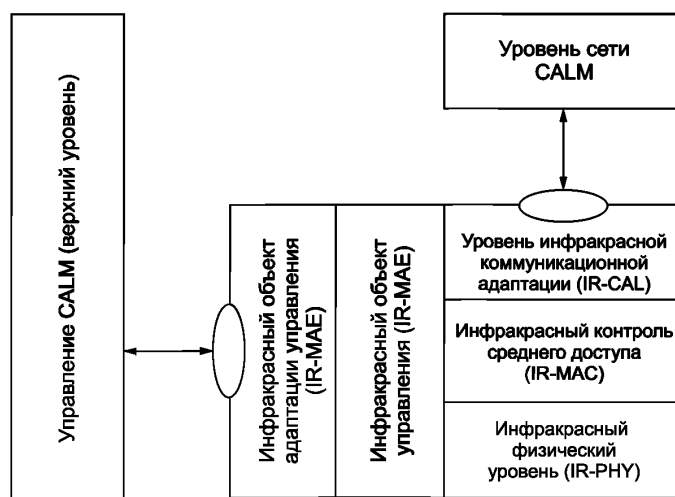 Управление CALM (верхний уровень)
Уровень сети
CALM
Инфракрасный объект
адаптации управления
(IR-MAE)
Инфракрасный объект
управления (IR-MAE)
Уровень инфракрасной
коммуникационной
адаптации (IR-CAL)
Инфракрасный контроль
среднего доступа
(IR-MAC)
Инфракрасный
физический
уровень (IR-PHY)